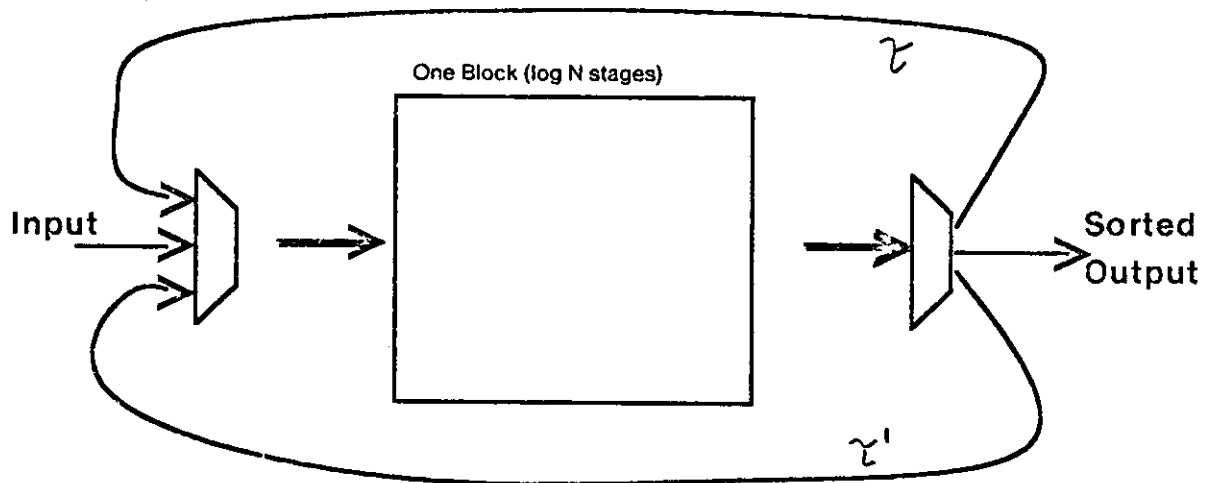 τ
One Block (log N stages)
Input
Sorted
Output
τ'